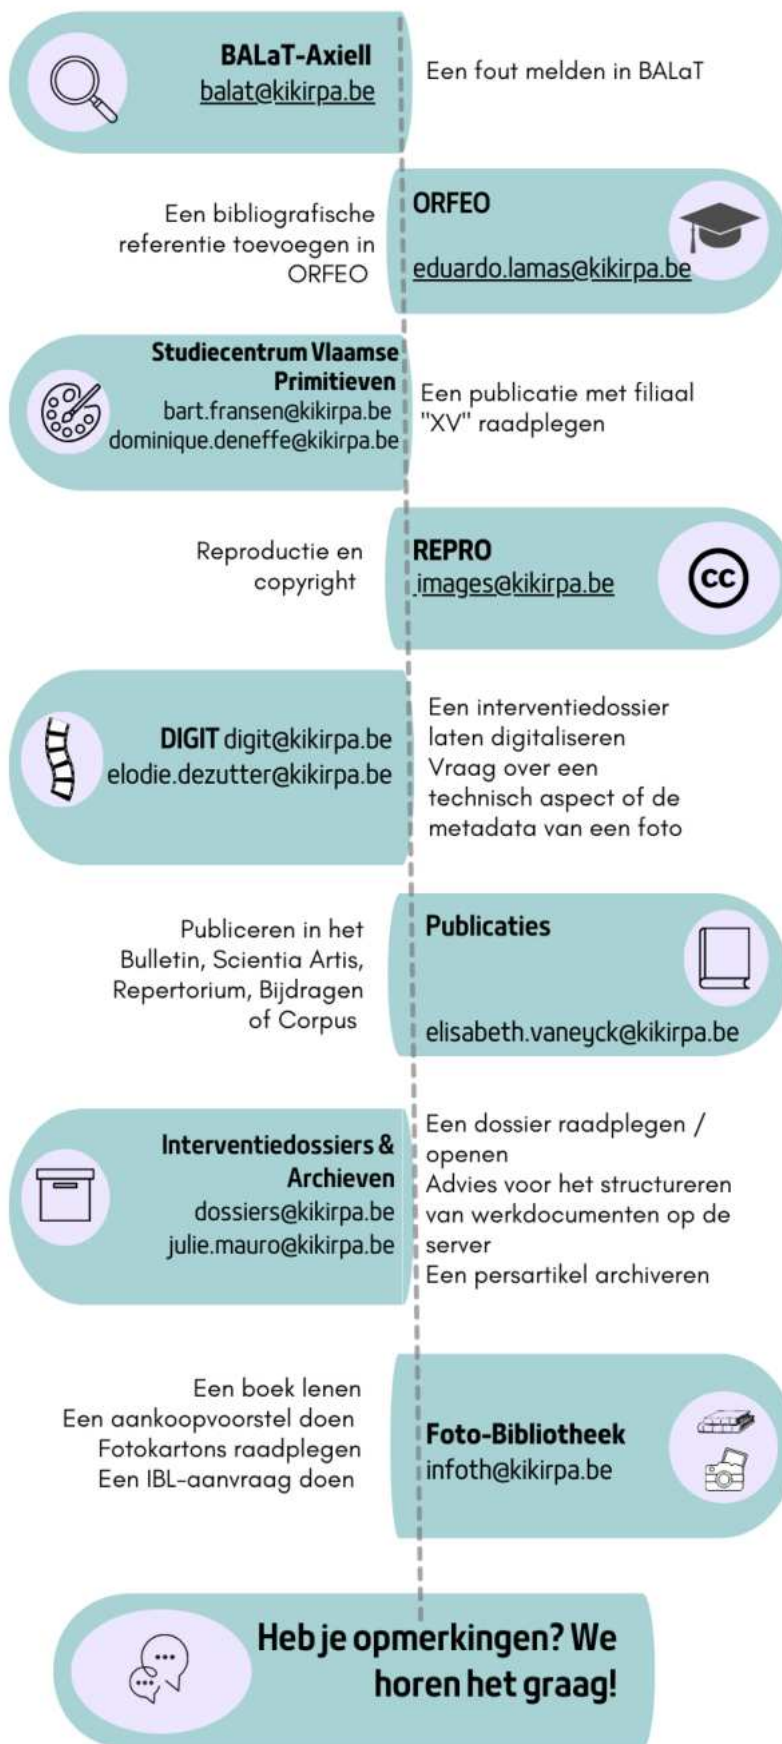 BALaT-Axiell
balat@kikirpa.be
Een fout melden in BALaT
Een bibliografische
referentie toevoegen in
ORFEO
ORFEO
eduardo.lamas@kikirpa.be
Studiecentrum Vlaamse
Primitieven
bart.fransen@kikirpa.be
dominique.deneffe@kikirpa.be
Een publicatie met filiaal
"XV" raadplegen
Reproductie en
copyright
REPRO
images@kikirpa.be
cc
DIGIT digit@kikirpa.be
elodie.dezutter@kikirpa.be
Een interventiedossier
laten digitaliseren
Vraag over een
technisch aspect of de
metadata van een foto
Publiceren in het
Bulletin, Scientia Artis,
Repertorium, Bijdragen
of Corpus
Publicaties
elisabeth.vaneyck@kikirpa.be
Interventiedossiers &
Archieven
dossiers@kikirpa.be
julie.mauro@kikirpa.be
Een dossier raadplegen /
openen
Advies voor het structureren
van werkdocumenten op de
server
Een persartikel archiveren
Een boek lenen
Een aankoopvoorstel doen
Fotokartons raadplegen
Een IBL-aanvraag doen
Foto-Bibliotheek
infoth@kikirpa.be
Heb je opmerkingen? We
horen het graag!